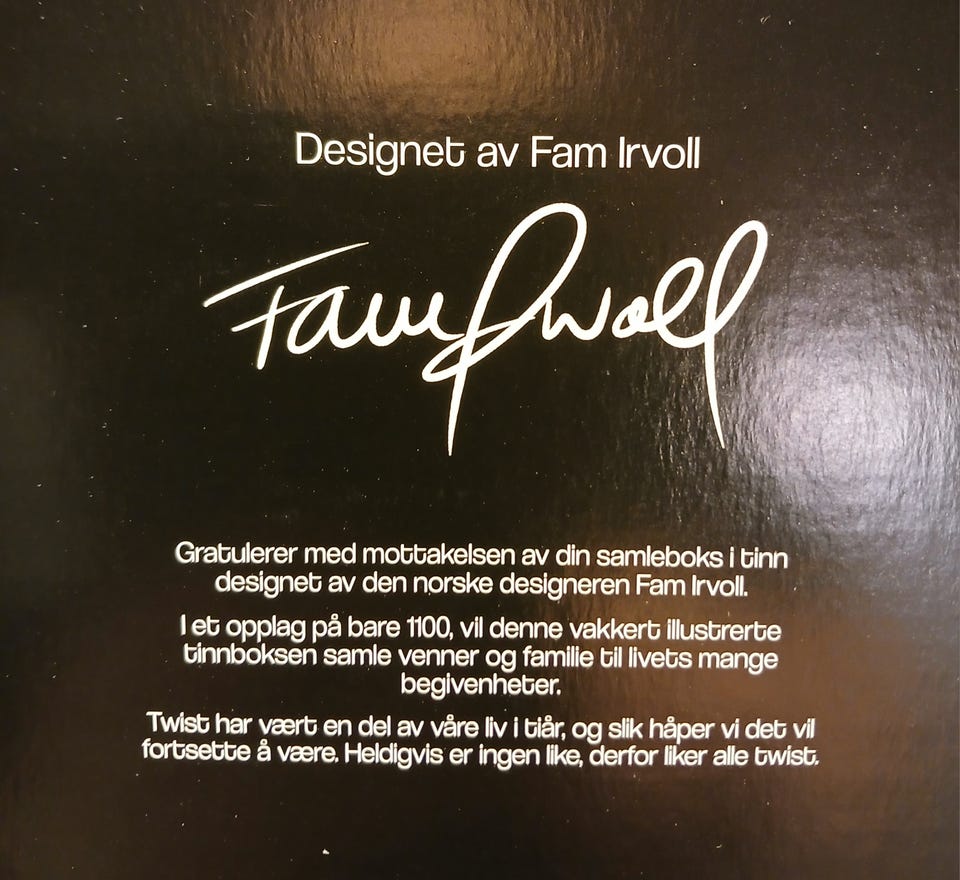 Designet av Fam Irvoll
Fam Irvoll
Gratulerer med mottakelsen av din samleboks i tinn
designet av den norske designeren Fam Irvoll.
I et opplag på bare 1100, vil denne vakkert illustrerte
tinnboksen samle venner og familie til livets mange
begivenheter.
Twist har vært en del av våre liv i tiår, og slik håper vi det vil
fortsette å være. Heldigvis er ingen like, derfor liker alle twist.